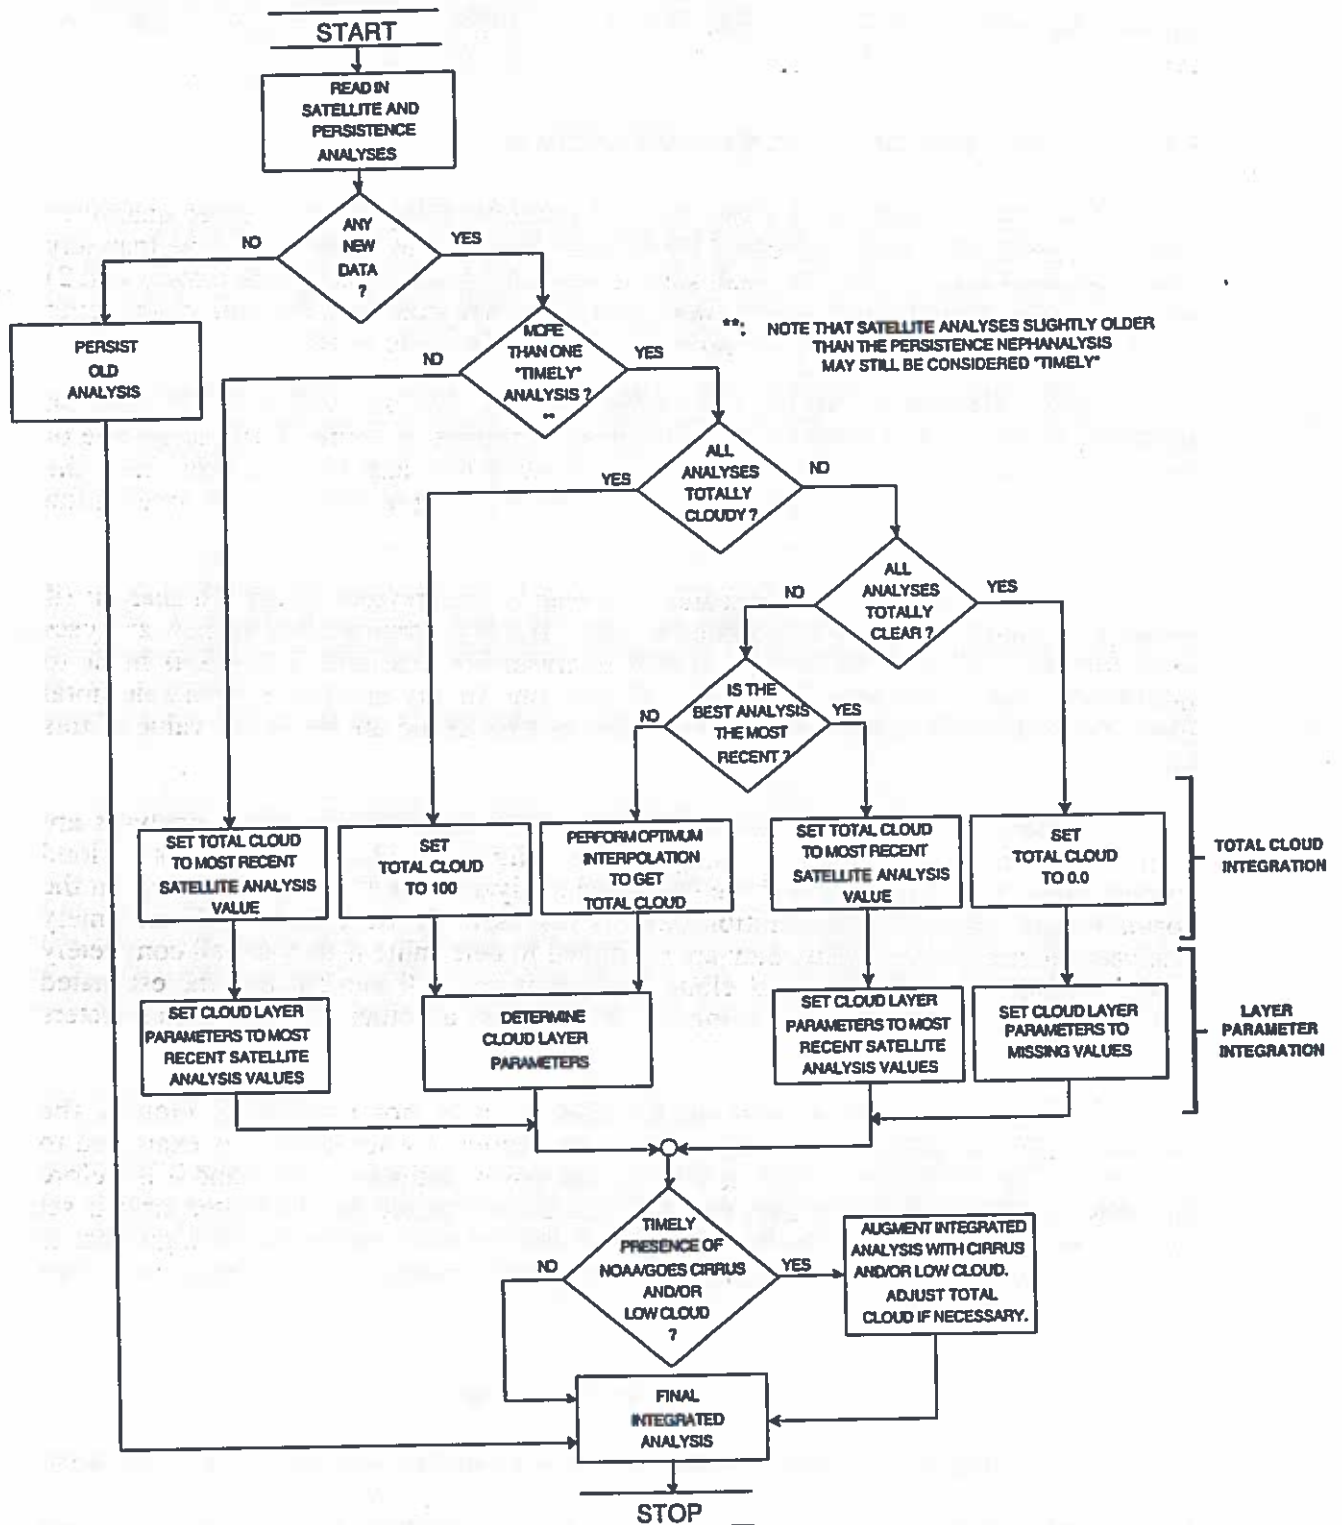 START
READ IN
SATELLITE AND
PERSISTENCE
ANALYSES
ANY
NEW
DATA
?
NO
YES
PERSIST
OLD
ANALYSIS
MORE
THAN ONE
"TIMELY"
ANALYSIS ?
**
NO
YES
**: NOTE THAT SATELLITE ANALYSES SLIGHTLY OLDER
THAN THE PERSISTENCE NEPHANALYSIS
MAY STILL BE CONSIDERED "TIMELY"
ALL
ANALYSES
TOTALLY
CLOUDY ?
YES
NO
ALL
ANALYSES
TOTALLY
CLEAR ?
NO
YES
IS THE
BEST ANALYSIS
THE MOST
RECENT ?
NO
YES
SET TOTAL CLOUD
TO MOST RECENT
SATELLITE ANALYSIS
VALUE
SET
TOTAL CLOUD
TO 100
PERFORM OPTIMUM
INTERPOLATION
TO GET
TOTAL CLOUD
SET TOTAL CLOUD
TO MOST RECENT
SATELLITE ANALYSIS
VALUE
SET
TOTAL CLOUD
TO 0.0
TOTAL CLOUD
INTEGRATION
SET CLOUD LAYER
PARAMETERS TO MOST
RECENT SATELLITE
ANALYSIS VALUES
DETERMINE
CLOUD LAYER
PARAMETERS
SET CLOUD LAYER
PARAMETERS TO MOST
RECENT SATELLITE
ANALYSIS VALUES
SET CLOUD LAYER
PARAMETERS TO
MISSING VALUES
LAYER
PARAMETER
INTEGRATION
TIMELY
PRESENCE OF
NOAA/GOES CIRRUS
AND/OR
LOW CLOUD
?
NO
YES
AUGMENT INTEGRATED
ANALYSIS WITH CIRRUS
AND/OR LOW CLOUD.
ADJUST TOTAL
CLOUD IF NECESSARY.
FINAL
INTEGRATED
ANALYSIS
STOP